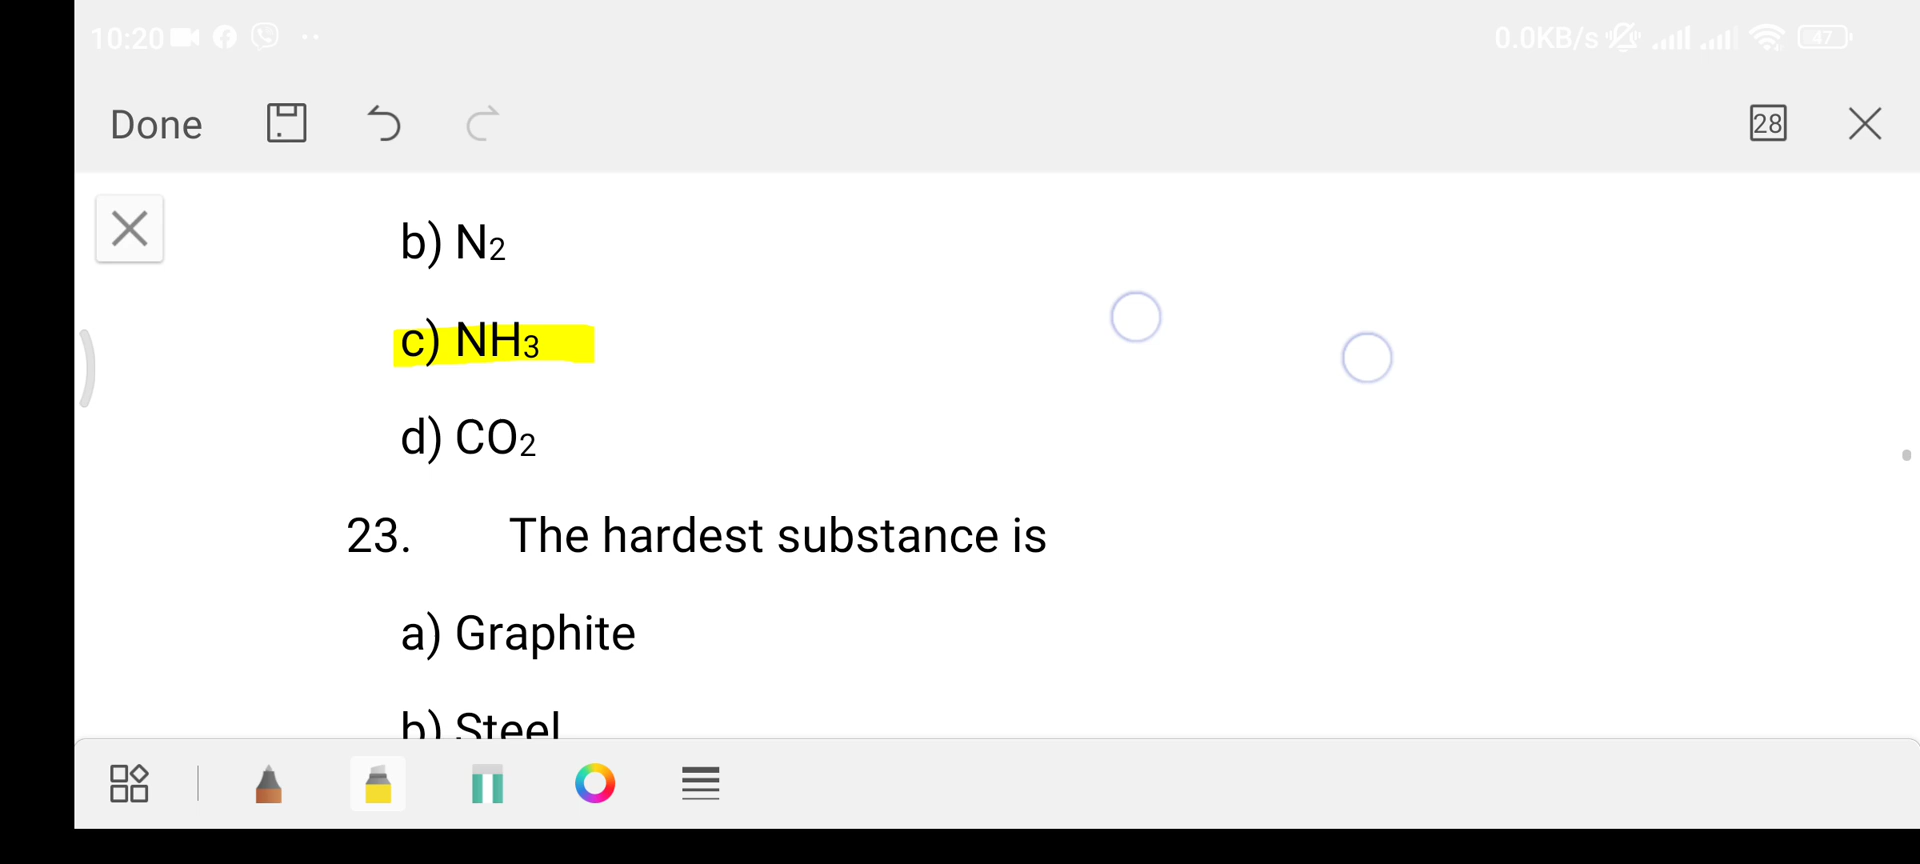 10:20
0.0KB/s 47
Done
28
b) N2
c) NH3
d) CO2
23. The hardest substance is
a) Graphite
b) Steel